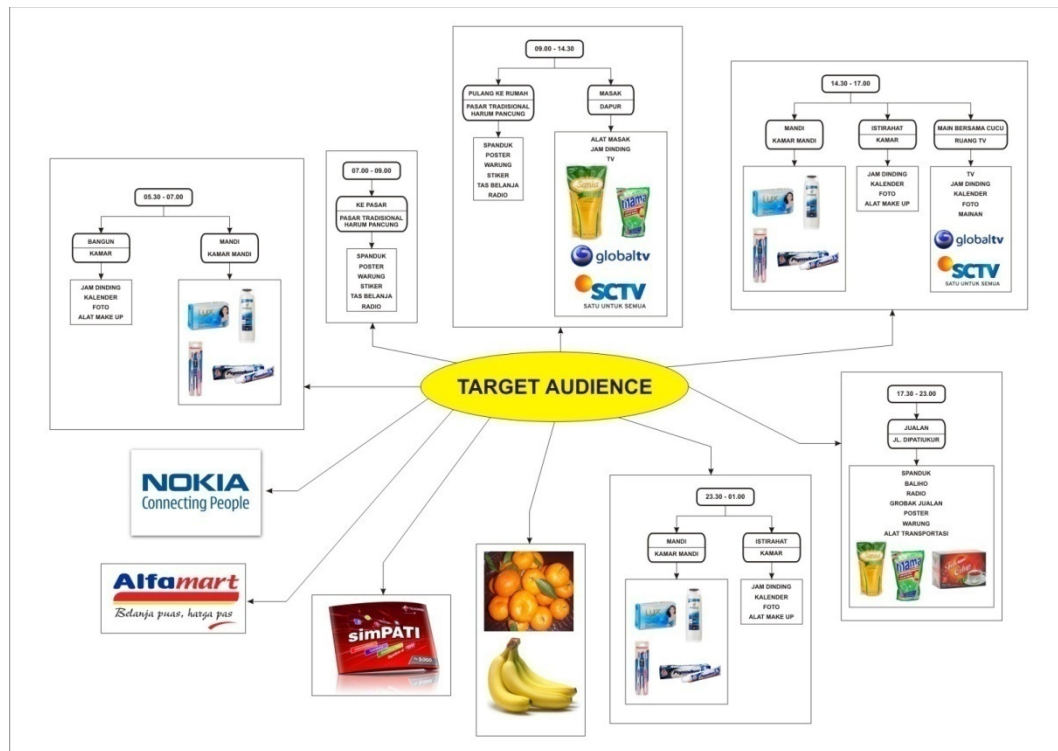 09.00 - 14.30
PULANG KE RUMAH
PASAR TRADISIONAL
HARUM PANCUNG
SPANDUK
POSTER
WARUNG
STIKER
TAS BELANJA
RADIO
MASAK
DAPUR
ALAT MASAK
JAM DINDING
TV
Sania
mama
globaltv
SCTV
SATU UNTUK SEMUA
14.30 - 17.00
MANDI
KAMAR MANDI
LUX
ISTIRAHAT
KAMAR
JAM DINDING
KALENDER
FOTO
ALAT MAKE UP
MAIN BERSAMA CUCU
RUANG TV
TV
JAM DINDING
KALENDER
FOTO
MAINAN
globaltv
SCTV
SATU UNTUK SEMUA
07.00 - 09.00
KE PASAR
PASAR TRADISIONAL
HARUM PANCUNG
SPANDUK
POSTER
WARUNG
STIKER
TAS BELANJA
RADIO
05.30 - 07.00
BANGUN
KAMAR
JAM DINDING
KALENDER
FOTO
ALAT MAKE UP
MANDI
KAMAR MANDI
LUX
TARGET AUDIENCE
17.30 - 23.00
JUALAN
JL. DIPATIUKUR
SPANDUK
BALIHO
RADIO
GROBAK JUALAN
POSTER
WARUNG
ALAT TRANSPORTASI
mama
NOKIA
Connecting People
Alfamart
Belanja puas, harga pas
simPATI
5000
23.30 - 01.00
MANDI
KAMAR MANDI
LUX
ISTIRAHAT
KAMAR
JAM DINDING
KALENDER
FOTO
ALAT MAKE UP